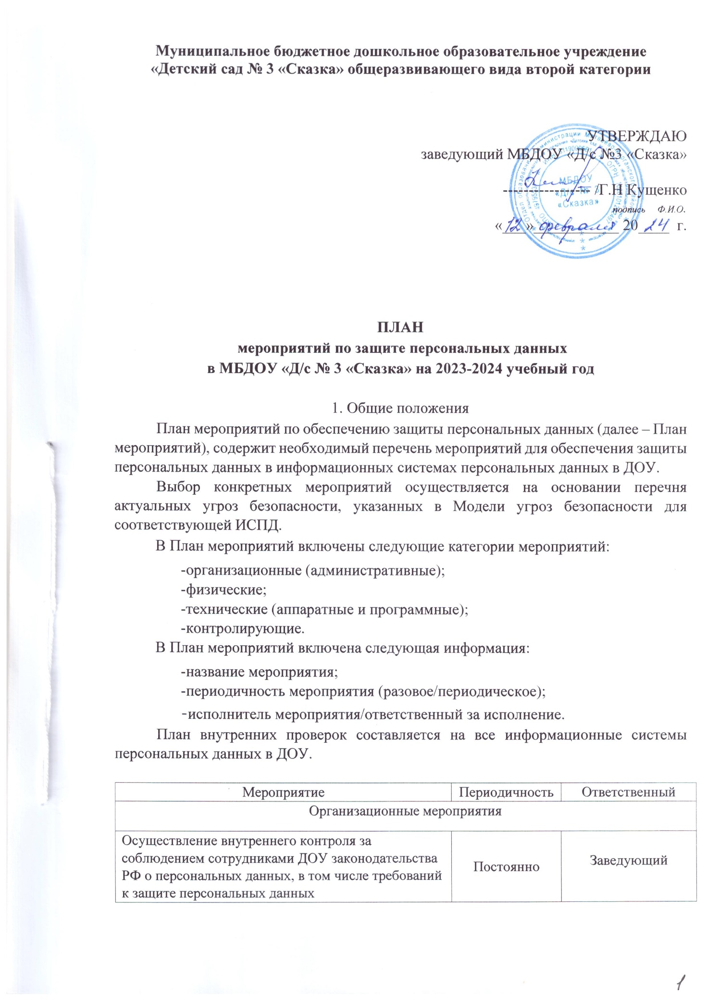 Муниципальное бюджетное дошкольное образовательное учреждение
«Детский сад № 3 «Сказка» общеразвивающего вида второй категории
УТВЕРЖДАЮ
заведующий МБДОУ «Д/с №3 «Сказка»
----------------- /Г.Н Кущенко
подпись Ф.И.О.
«12» февраля 2024 г.
МБДОУ
«Д/с № 3
«Сказка»
ПЛАН
мероприятий по защите персональных данных
в МБДОУ «Д/с № 3 «Сказка» на 2023-2024 учебный год
1. Общие положения
План мероприятий по обеспечению защиты персональных данных (далее – План
мероприятий), содержит необходимый перечень мероприятий для обеспечения защиты
персональных данных в информационных системах персональных данных в ДОУ.
Выбор конкретных мероприятий осуществляется на основании перечня
актуальных угроз безопасности, указанных в Модели угроз безопасности для
соответствующей ИСПД.
В План мероприятий включены следующие категории мероприятий:
-организационные (административные);
-физические;
-технические (аппаратные и программные);
-контролирующие.
В План мероприятий включена следующая информация:
-название мероприятия;
-периодичность мероприятия (разовое/периодическое);
-исполнитель мероприятия/ответственный за исполнение.
План внутренних проверок составляется на все информационные системы
персональных данных в ДОУ.
Мероприятие Периодичность Ответственный
Организационные мероприятия
Осуществление внутреннего контроля за
соблюдением сотрудниками ДОУ законодательства
РФ о персональных данных, в том числе требований
к защите персональных данных
Постоянно
Заведующий
1